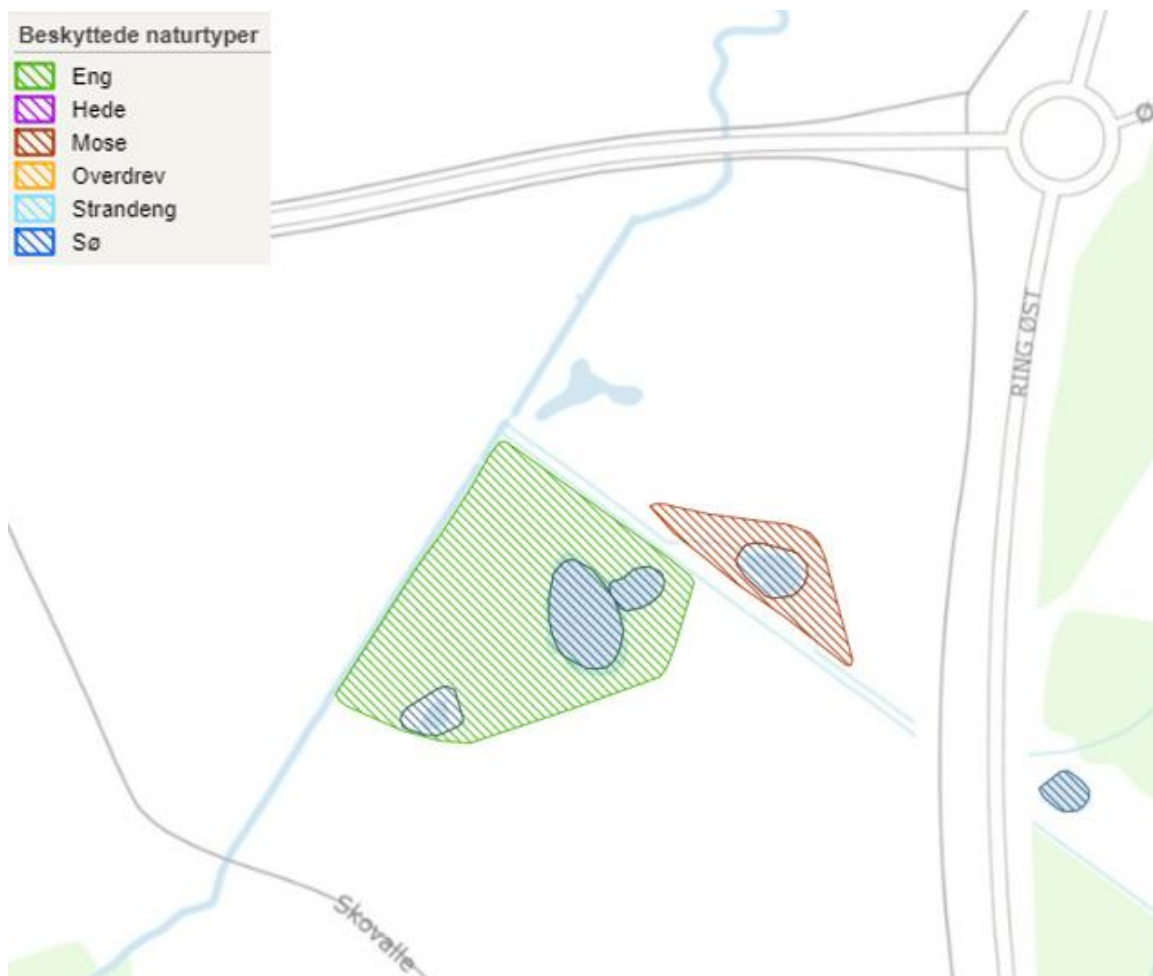 Beskyttede naturtyper
Eng
Hede
Mose
Overdrev
Strandeng
Sø
Ø
RING ØST
Skovalle